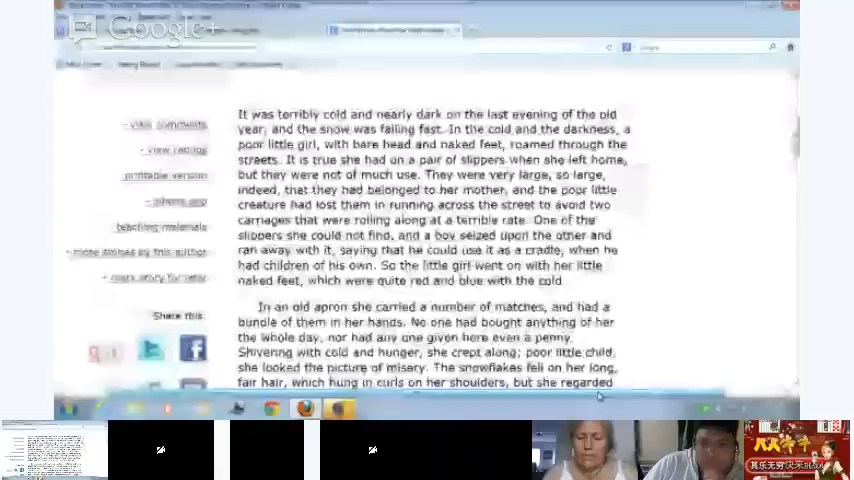 Google+
- view comments
- view ratings
printable version
- iphone app
teaching materials
- more stories by this author
+ mark story for later
Share this:
It was terribly cold and nearly dark on the last evening of the old
year, and the snow was falling fast. In the cold and the darkness, a
poor little girl, with bare head and naked feet, roamed through the
streets. It is true she had on a pair of slippers when she left home,
but they were not of much use. They were very large, so large,
indeed, that they had belonged to her mother, and the poor little
creature had lost them in running across the street to avoid two
carriages that were rolling along at a terrible rate. One of the
slippers she could not find, and a boy seized upon the other and
ran away with it, saying that he could use it as a cradle, when he
had children of his own. So the little girl went on with her little
naked feet, which were quite red and blue with the cold.
In an old apron she carried a number of matches, and had a
bundle of them in her hands. No one had bought anything of her
the whole day, nor had any one given here even a penny.
Shivering with cold and hunger, she crept along; poor little child,
she looked the picture of misery. The snowflakes fell on her long,
fair hair, which hung in curls on her shoulders, but she regarded